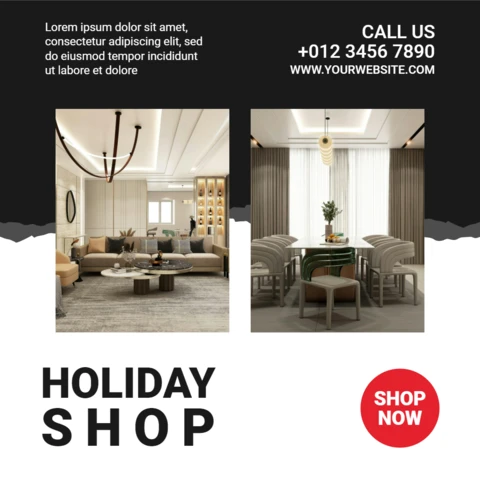 Lorem ipsum dolor sit amet,
consectetur adipiscing elit, sed
do eiusmod tempor incididunt
ut labore et dolore
CALL US
+012 3456 7890
WWW.YOURWEBSITE.COM
HOLIDAY
SHOP
SHOP
NOW